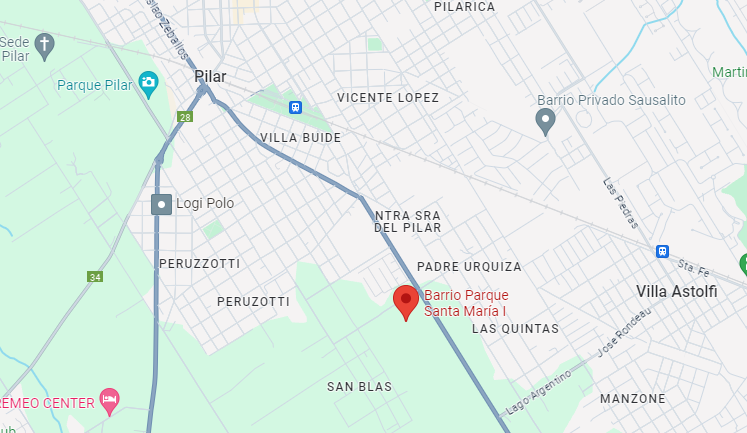 PILARICA
Estanislao Zeballos
Sede
Pilar
Pilar
Parque Pilar
Martin
VICENTE LOPEZ
Barrio Privado Sausalito
28
VILLA BUIDE
Las Piedras
Logi Polo
NTRA SRA
DEL PILAR
PERUZZOTTI
PADRE URQUIZA
Sta. Fe
34
PERUZOTTI
Barrio Parque
Santa María I
Villa Astolfi
LAS QUINTAS
Jose Rondeau
SAN BLAS
Lago Argentino
REMEO CENTER
MANZONE
uh